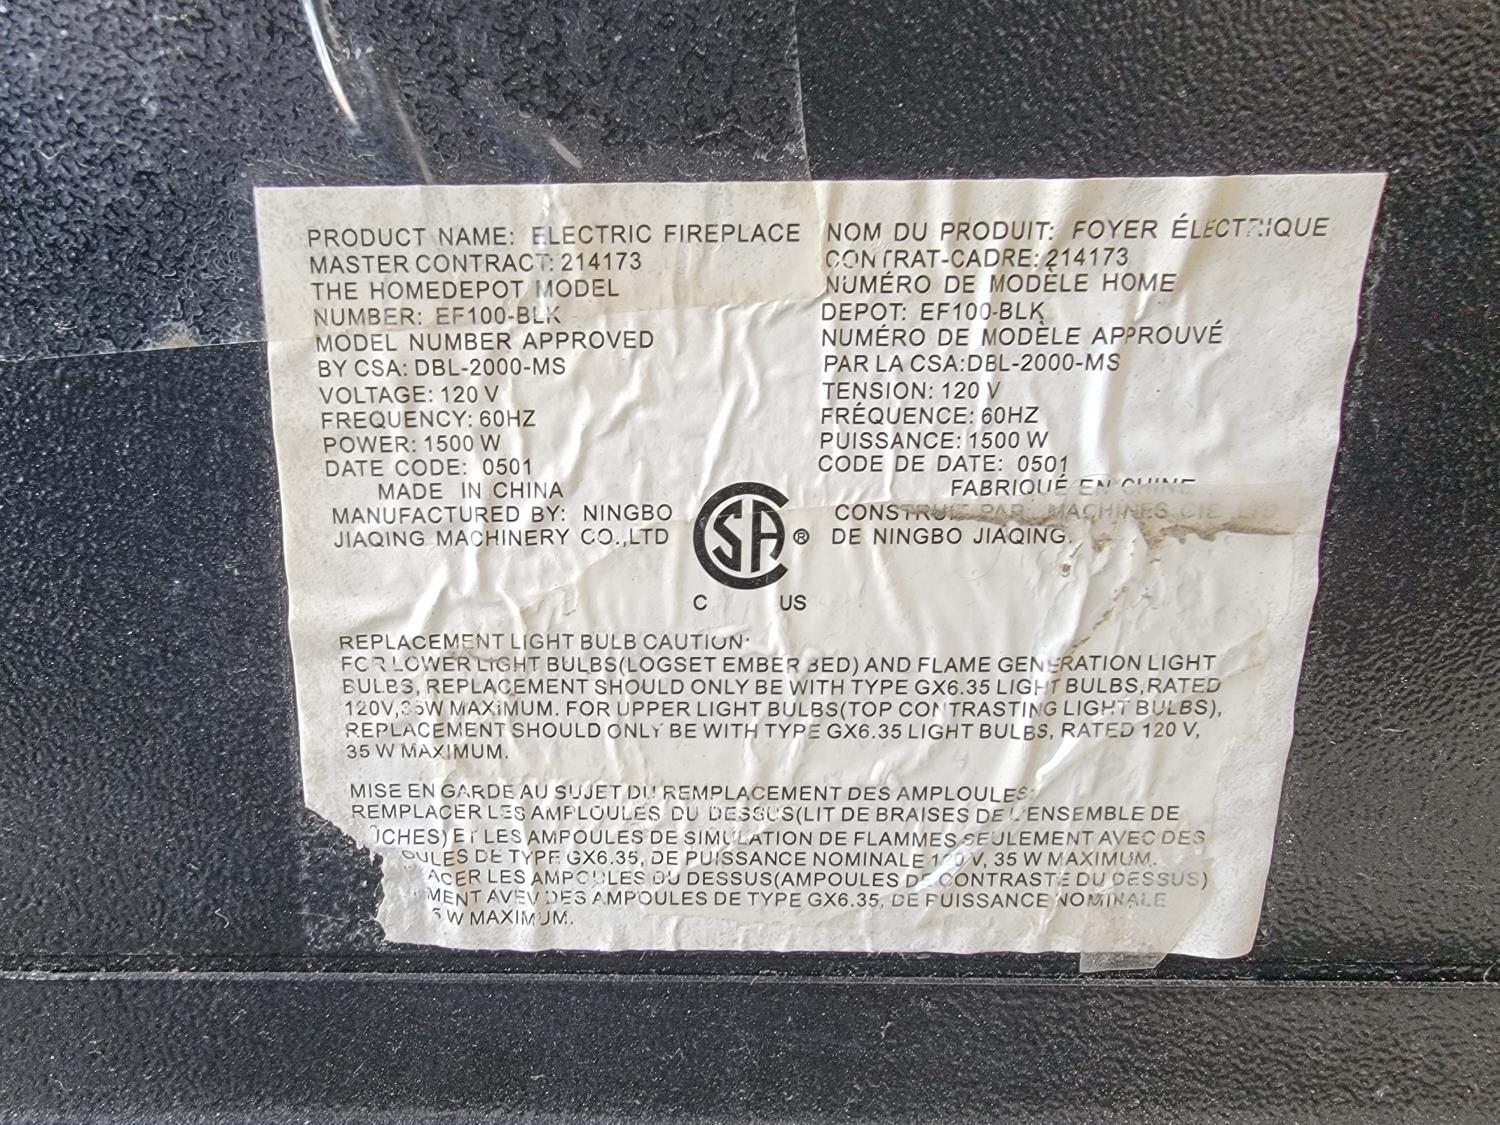 PRODUCT NAME: ELECTRIC FIREPLACE
MASTER CONTRACT: 214173
THE HOMEDEPOT MODEL
NUMBER: EF100-BLK
MODEL NUMBER APPROVED
BY CSA: DBL-2000-MS
VOLTAGE: 120 V
FREQUENCY: 60HZ
POWER: 1500 W
DATE CODE: 0501
MADE IN CHINA
MANUFACTURED BY: NINGBO
JIAQING MACHINERY CO.,LTD
NOM DU PRODUIT: FOYER ÉLECTRIQUE
CONTRAT-CADRE: 214173
NUMÉRO DE MODÈLE HOME
DEPOT: EF100-BLK
NUMÉRO DE MODÈLE APPROUVÉ
PAR LA CSA:DBL-2000-MS
TENSION: 120 V
FRÉQUENCE: 60HZ
PUISSANCE: 1500 W
CODE DE DATE: 0501
FABRIQUÉ EN CHINE
CONSTRUIT PAR: MACHINES CIE. LTD
DE NINGBO JIAQING.
CSA ®
C US
REPLACEMENT LIGHT BULB CAUTION:
FOR LOWER LIGHT BULBS(LOGSET EMBER BED) AND FLAME GENERATION LIGHT
BULBS, REPLACEMENT SHOULD ONLY BE WITH TYPE GX6.35 LIGHT BULBS,RATED
120V,35W MAXIMUM. FOR UPPER LIGHT BULBS(TOP CONTRASTING LIGHT BULBS),
REPLACEMENT SHOULD ONLY BE WITH TYPE GX6.35 LIGHT BULBS, RATED 120 V,
35 W MAXIMUM.
MISE EN GARDE AU SUJET DU REMPLACEMENT DES AMPLOULES:
REMPLACER LES AMPLOULES DU DESSUS(LIT DE BRAISES DE L'ENSEMBLE DE
ÛCHES) ET LES AMPOULES DE SIMULATION DE FLAMMES SEULEMENT AVEC DES
OULES DE TYPE GX6.35, DE PUISSANCE NOMINALE 120 V, 35 W MAXIMUM.
ACER LES AMPOULES DU DESSUS(AMPOULES DE CONTRASTE DU DESSUS)
MENT AVEV DES AMPOULES DE TYPE GX6.35, DE PUISSANCE NOMINALE
5 W MAXIMUM.